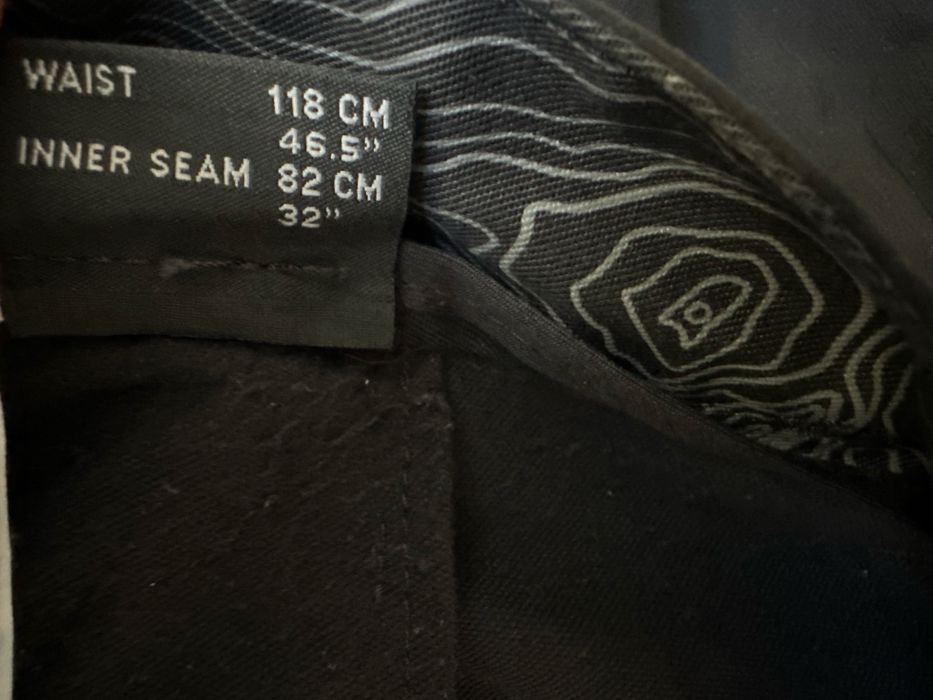 WAIST 118 CM
46.5”
INNER SEAM 82 CM
32”